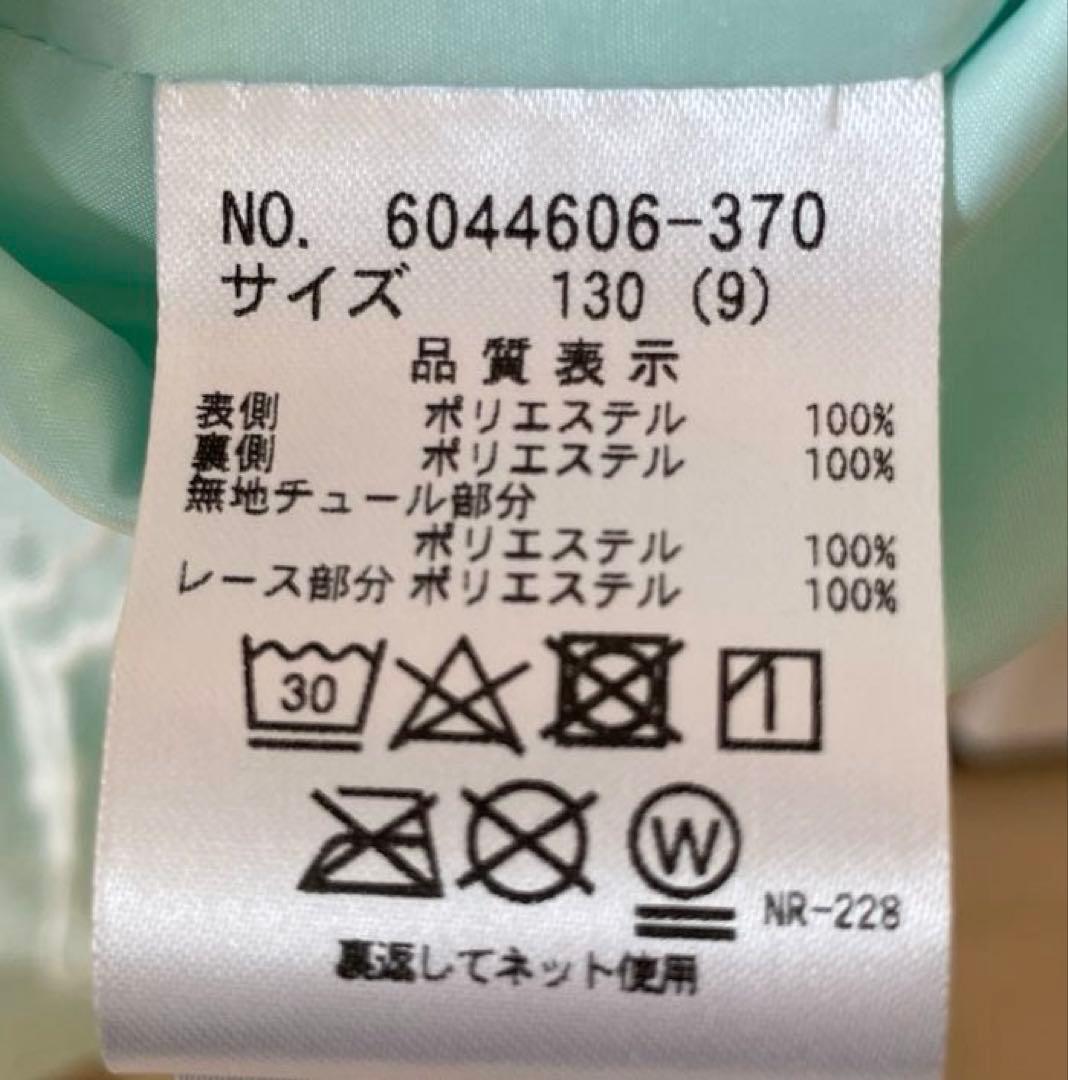 NO. 6044606-370
サイズ 130 (9)
品質表示
表側 ポリエステル 100%
裏側 ポリエステル 100%
無地チュール部分
ポリエステル 100%
レース部分 ポリエステル 100%
30
W
NR-228
裏返してネット使用